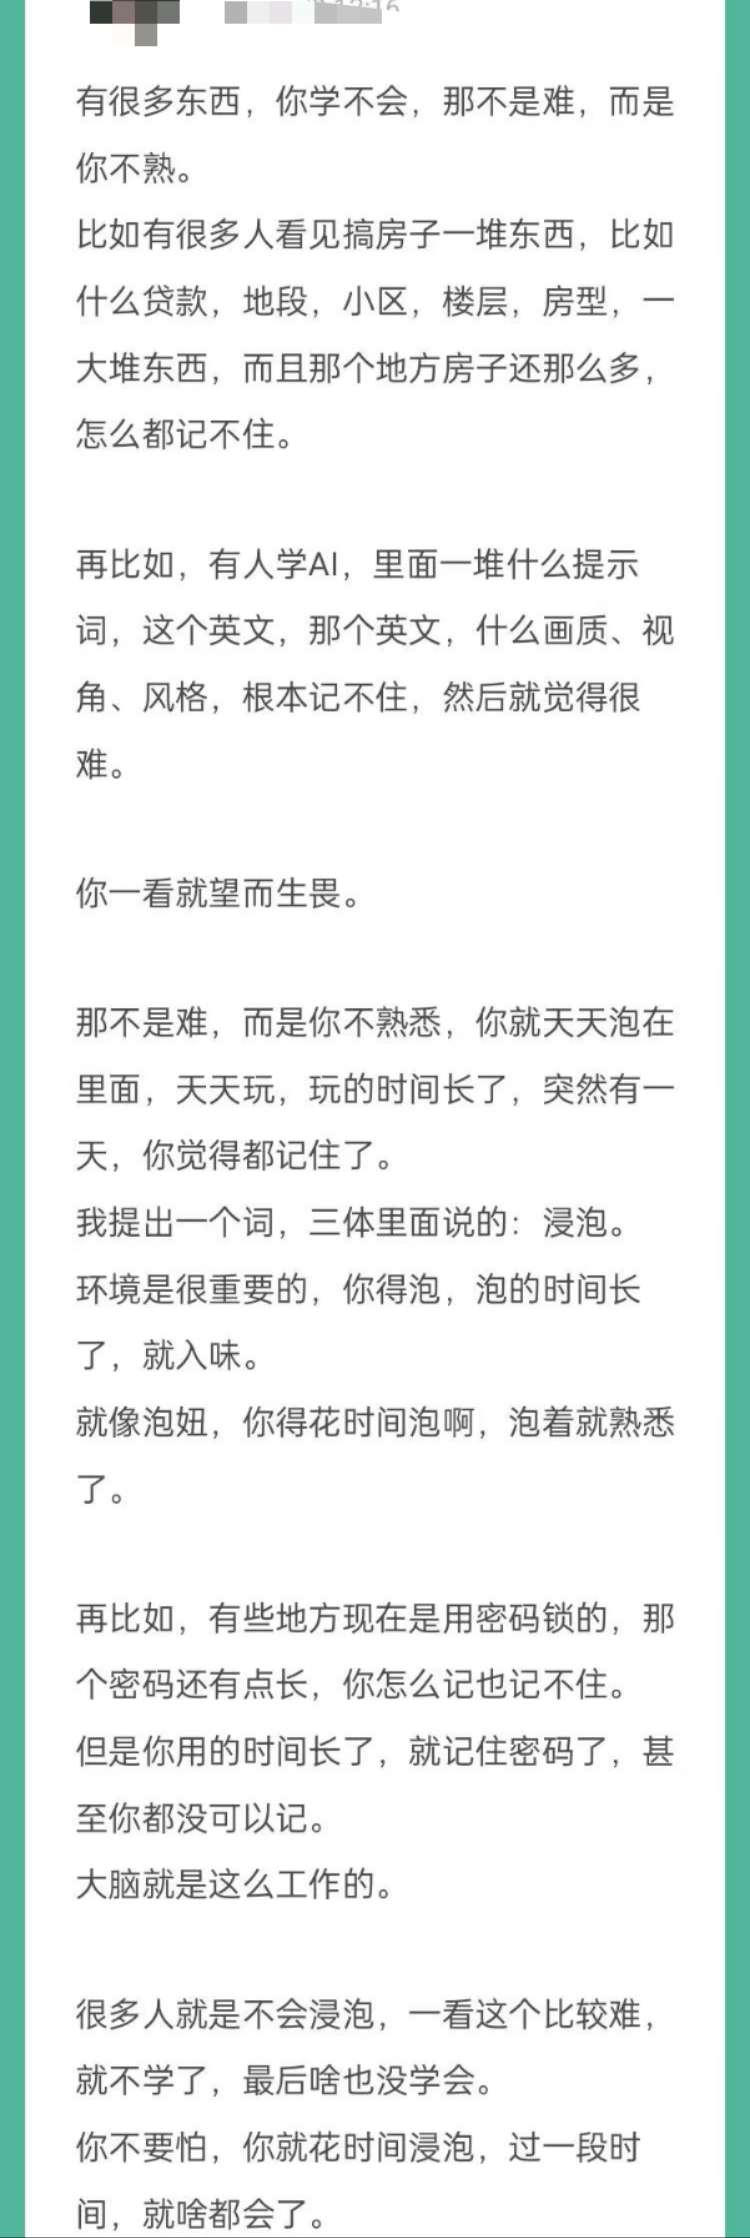 有很多东西，你学不会，那不是难，而是
你不熟。
比如有很多人看见搞房子一堆东西，比如
什么贷款，地段，小区，楼层，房型，一
大堆东西，而且那个地方房子还那么多，
怎么都记不住。
再比如，有人学AI，里面一堆什么提示
词，这个英文，那个英文，什么画质、视
角、风格，根本记不住，然后就觉得很
难。
你一看就望而生畏。
那不是难，而是你不熟悉，你就天天泡在
里面，天天玩，玩的时间长了，突然有一
天，你觉得都记住了。
我提出一个词，三体里面说的：浸泡。
环境是很重要的，你得泡，泡的时间长
了，就入味。
就像泡妞，你得花时间泡啊，泡着就熟悉
了。
再比如，有些地方现在是用密码锁的，那
个密码还有点长，你怎么记也记不住。
但是你用的时间长了，就记住密码了，甚
至你都没可以记。
大脑就是这么工作的。
很多人就是不会浸泡，一看这个比较难，
就不学了，最后啥也没学会。
你不要怕，你就花时间浸泡，过一段时
间，就啥都会了。